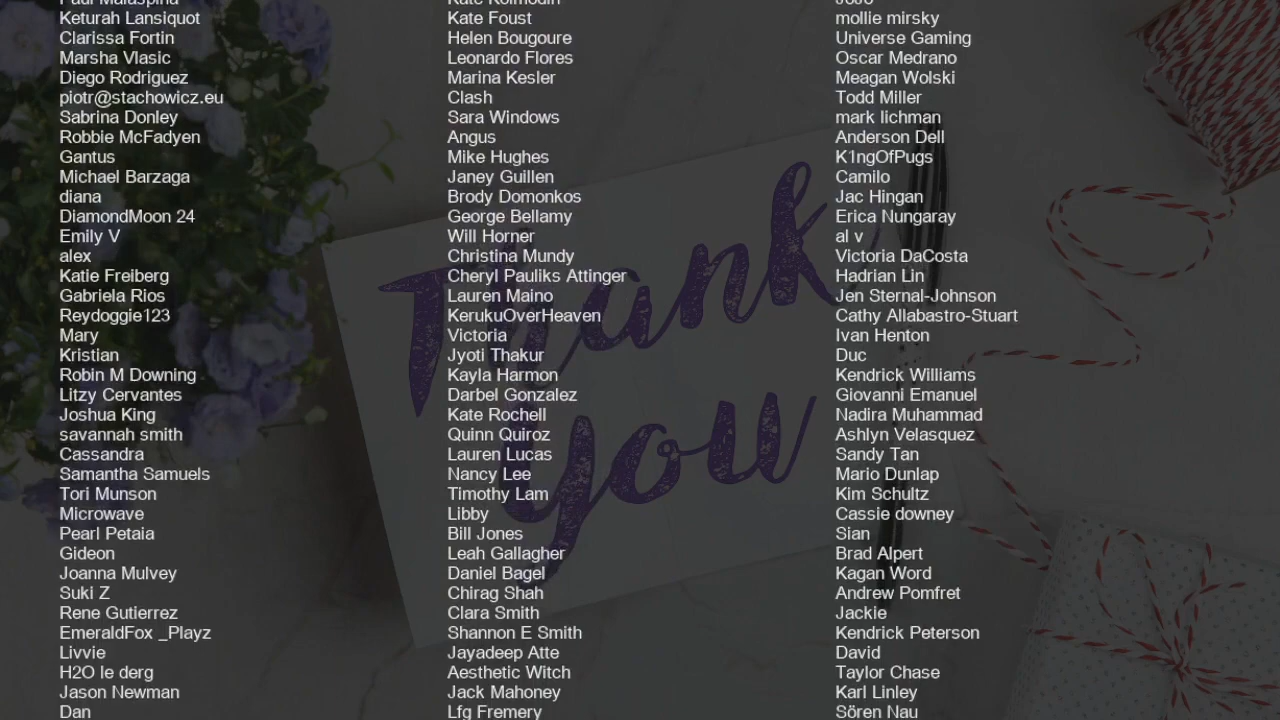 Keturah Lansiquot
Clarissa Fortin
Marsha Vlasic
Diego Rodriguez
piotr@stachowicz.eu
Sabrina Donley
Robbie McFadyen
Gantus
Michael Barzaga
diana
DiamondMoon 24
Emily V
alex
Katie Freiberg
Gabriela Rios
Reydoggie123
Mary
Kristian
Robin M Downing
Litzy Cervantes
Joshua King
savannah smith
Cassandra
Samantha Samuels
Tori Munson
Microwave
Pearl Petaia
Gideon
Joanna Mulvey
Suki Z
Rene Gutierrez
EmeraldFox _Playz
Livvie
H2O le derg
Jason Newman
Dan
Kate Foust
Helen Bougoure
Leonardo Flores
Marina Kesler
Clash
Sara Windows
Angus
Mike Hughes
Janey Guillen
Brody Domonkos
George Bellamy
Will Horner
Christina Mundy
Cheryl Pauliks Attinger
Lauren Maino
KerukuOverHeaven
Victoria
Jyoti Thakur
Kayla Harmon
Darbel Gonzalez
Kate Rochell
Quinn Quiroz
Lauren Lucas
Nancy Lee
Timothy Lam
Libby
Bill Jones
Leah Gallagher
Daniel Bagel
Chirag Shah
Clara Smith
Shannon E Smith
Jayadeep Atte
Aesthetic Witch
Jack Mahoney
Lfg Fremery
mollie mirsky
Universe Gaming
Oscar Medrano
Meagan Wolski
Todd Miller
mark lichman
Anderson Dell
K1ngOfPugs
Camilo
Jac Hingan
Erica Nungaray
al v
Victoria DaCosta
Hadrian Lin
Jen Sternal-Johnson
Cathy Allabastro-Stuart
Ivan Henton
Duc
Kendrick Williams
Giovanni Emanuel
Nadira Muhammad
Ashlyn Velasquez
Sandy Tan
Mario Dunlap
Kim Schultz
Cassie downey
Sian
Brad Alpert
Kagan Word
Andrew Pomfret
Jackie
Kendrick Peterson
David
Taylor Chase
Karl Linley
Sören Nau
Thank
you